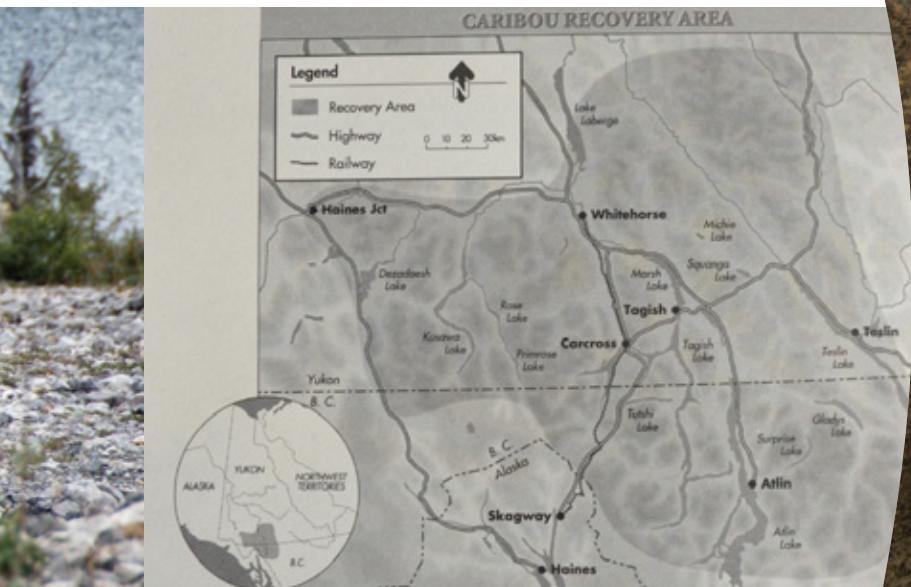 CARIBOU RECOVERY AREA
Legend
N
Recovery Area
Highway
0 10 20 30km
Railway
Lake
Laberge
Haines Jct
Whitehorse
Michie
Lake
Squanga
Lake
Marsh
Lake
Dezadeash
Lake
Rose
Lake
Tagish
Kusawa
Lake
Primrose
Lake
Carcross
Tagish
Lake
Teslin
Teslin
Lake
Yukon
B. C.
Tutshi
Lake
Gladys
Lake
Surprise
Lake
B. C.
Alaska
Atlin
Skagway
Atlin
Lake
Haines
ALASKA
YUKON
NORTHWEST
TERRITORIES
B.C.